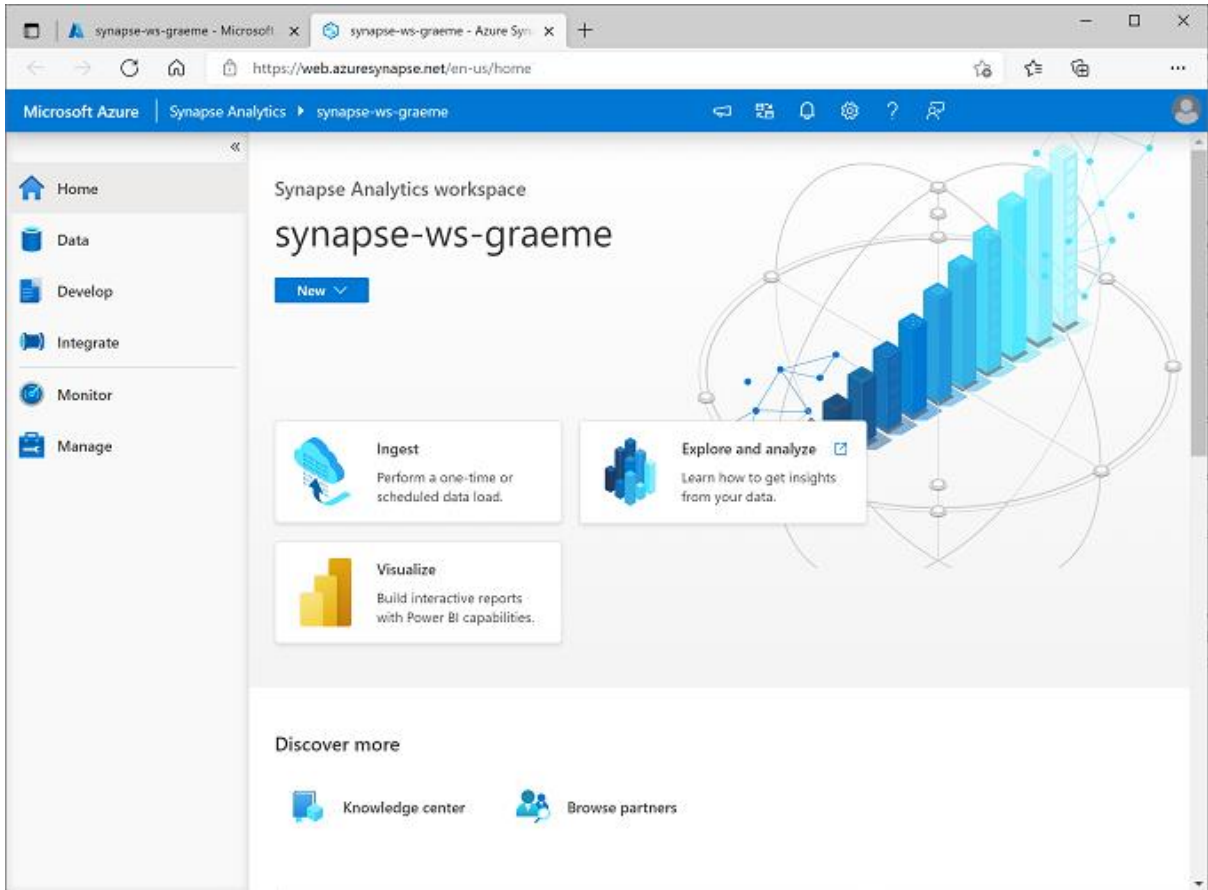 synapse-ws-graeme - Microsoft
synapse-ws-graeme - Azure Syn
https://web.azuresynapse.net/en-us/home
Microsoft Azure
Synapse Analytics
synapse-ws-graeme
Home
Data
Develop
Integrate
Monitor
Manage
Synapse Analytics workspace
synapse-ws-graeme
New
Ingest
Perform a one-time or
scheduled data load.
Explore and analyze
Learn how to get insights
from your data.
Visualize
Build interactive reports
with Power BI capabilities.
Discover more
Knowledge center
Browse partners